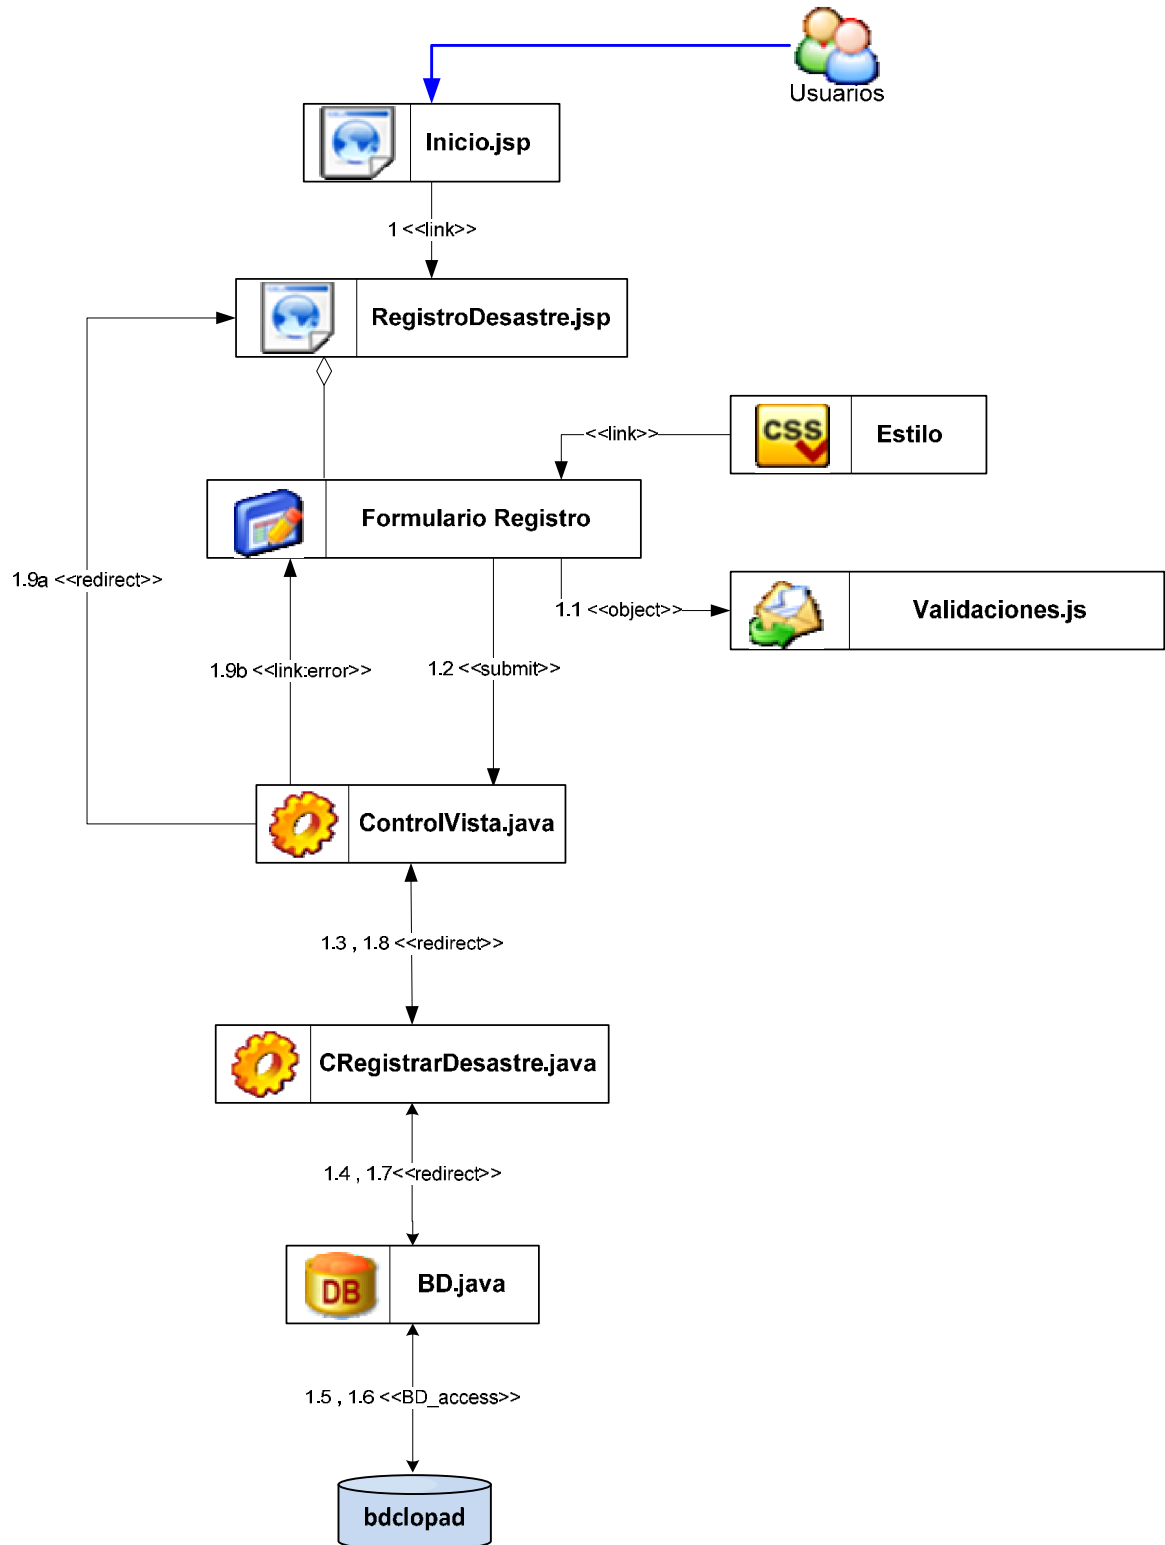 Usuarios
Inicio.jsp
1 <<link>>
RegistroDesastre.jsp
<<link>>
CSS
Estilo
Formulario Registro
1.9a <<redirect>>
1.1 <<object>>
Validaciones.js
1.9b <<link:error>>
1.2 <<submit>>
ControlVista.java
1.3 , 1.8 <<redirect>>
CRegistrarDesastre.java
1.4 , 1.7<<redirect>>
DB
BD.java
1.5 , 1.6 <<BD_access>>
bdclopad